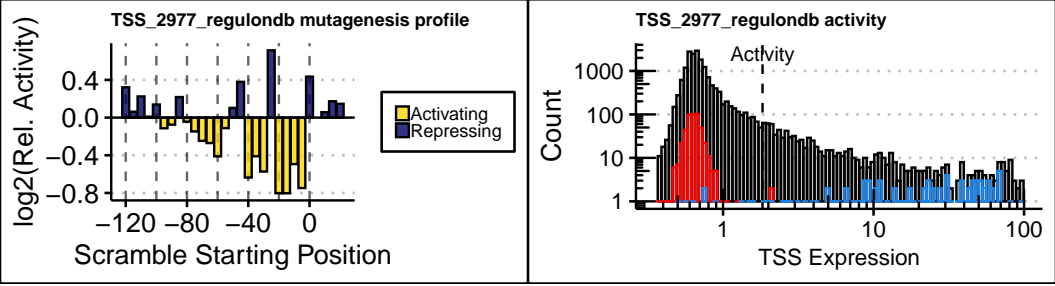 TSS_2977_regulondb mutagenesis profile
log2(Rel. Activity)
0.4
0.0
−0.4
−0.8
−120
−80
−40
0
Scramble Starting Position
Activating
Repressing
TSS_2977_regulondb activity
Activity
Count
1000
100
10
1
1
10
100
TSS Expression